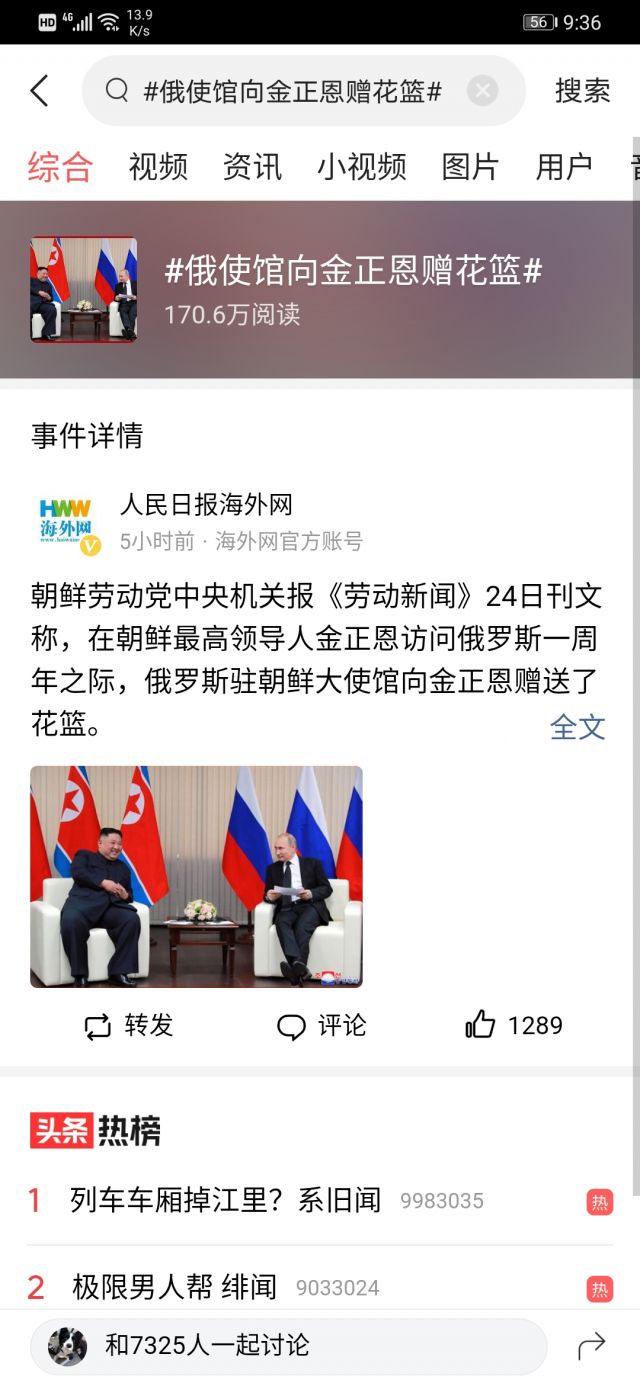 HD 4G 13.9 K/s 56 9:36
#俄使馆向金正恩赠花篮# 搜索
综合 视频 资讯 小视频 图片 用户
#俄使馆向金正恩赠花篮#
170.6万阅读
事件详情
HWW
海外网
人民日报海外网
5小时前 · 海外网官方账号
V
朝鲜劳动党中央机关报《劳动新闻》24日刊文
称，在朝鲜最高领导人金正恩访问俄罗斯一周
年之际，俄罗斯驻朝鲜大使馆向金正恩赠送了
花篮。 全文
转发 评论 1289
头条热榜
1 列车车厢掉江里？系旧闻 9983035 热
2 极限男人帮 绯闻 9033024 热
和7325人一起讨论